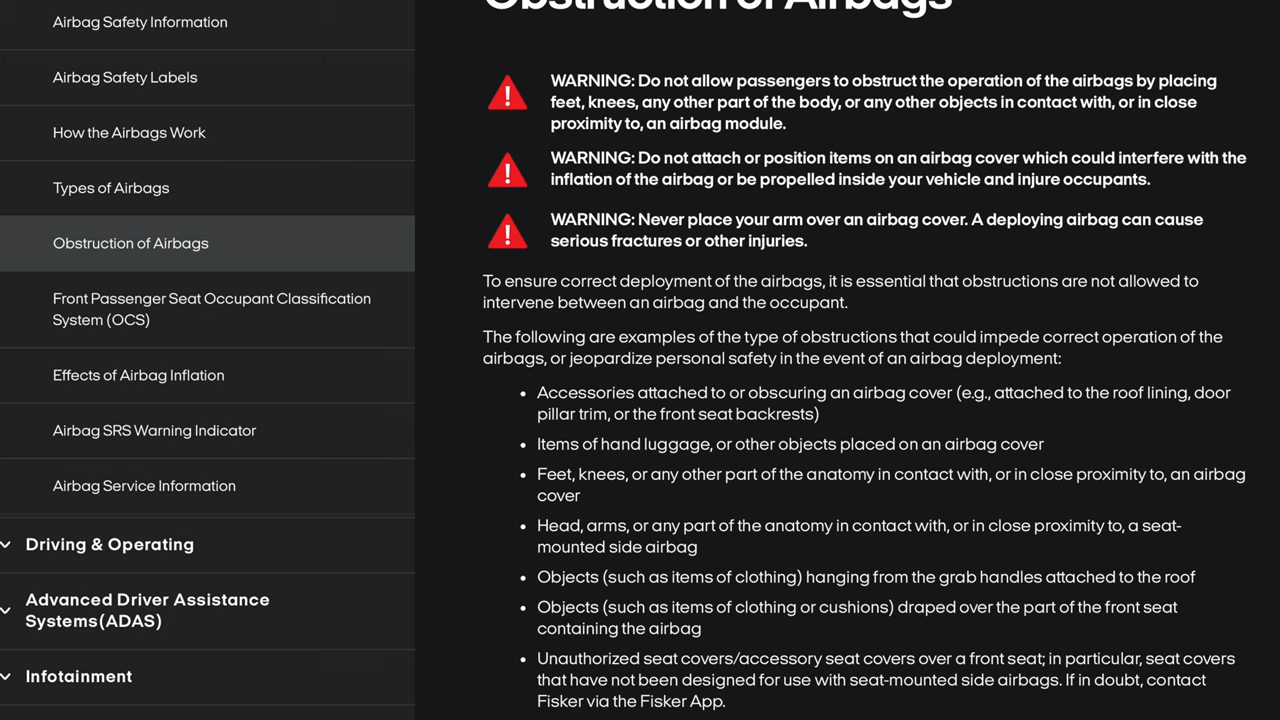 Airbag Safety Information
Airbag Safety Labels
How the Airbags Work
Types of Airbags
Obstruction of Airbags
Front Passenger Seat Occupant Classification
System (OCS)
Effects of Airbag Inflation
Airbag SRS Warning Indicator
Airbag Service Information
Driving & Operating
Advanced Driver Assistance
Systems(ADAS)
Infotainment
Obstruction of Airbags
WARNING: Do not allow passengers to obstruct the operation of the airbags by placing
feet, knees, any other part of the body, or any other objects in contact with, or in close
proximity to, an airbag module.
WARNING: Do not attach or position items on an airbag cover which could interfere with the
inflation of the airbag or be propelled inside your vehicle and injure occupants.
WARNING: Never place your arm over an airbag cover. A deploying airbag can cause
serious fractures or other injuries.
To ensure correct deployment of the airbags, it is essential that obstructions are not allowed to
intervene between an airbag and the occupant.
The following are examples of the type of obstructions that could impede correct operation of the
airbags, or jeopardize personal safety in the event of an airbag deployment:
• Accessories attached to or obscuring an airbag cover (e.g., attached to the roof lining, door
pillar trim, or the front seat backrests)
• Items of hand luggage, or other objects placed on an airbag cover
• Feet, knees, or any other part of the anatomy in contact with, or in close proximity to, an airbag
cover
• Head, arms, or any part of the anatomy in contact with, or in close proximity to, a seat-
mounted side airbag
• Objects (such as items of clothing) hanging from the grab handles attached to the roof
• Objects (such as items of clothing or cushions) draped over the part of the front seat
containing the airbag
• Unauthorized seat covers/accessory seat covers over a front seat; in particular, seat covers
that have not been designed for use with seat-mounted side airbags. If in doubt, contact
Fisker via the Fisker App.